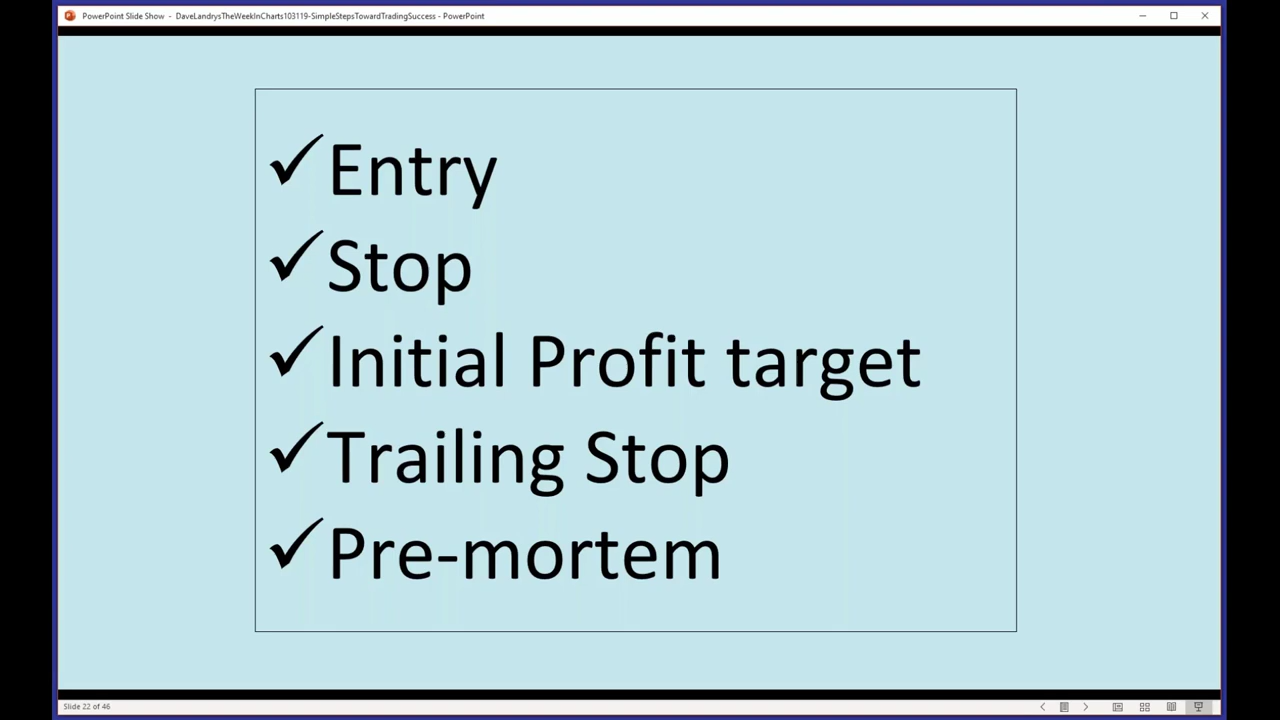 PowerPoint Slide Show - DaveLandrysTheWeekInCharts103119-SimpleStepsTowardTradingSuccess - PowerPoint
✓Entry
✓Stop
✓Initial Profit target
✓Trailing Stop
✓Pre-mortem
Slide 22 of 46